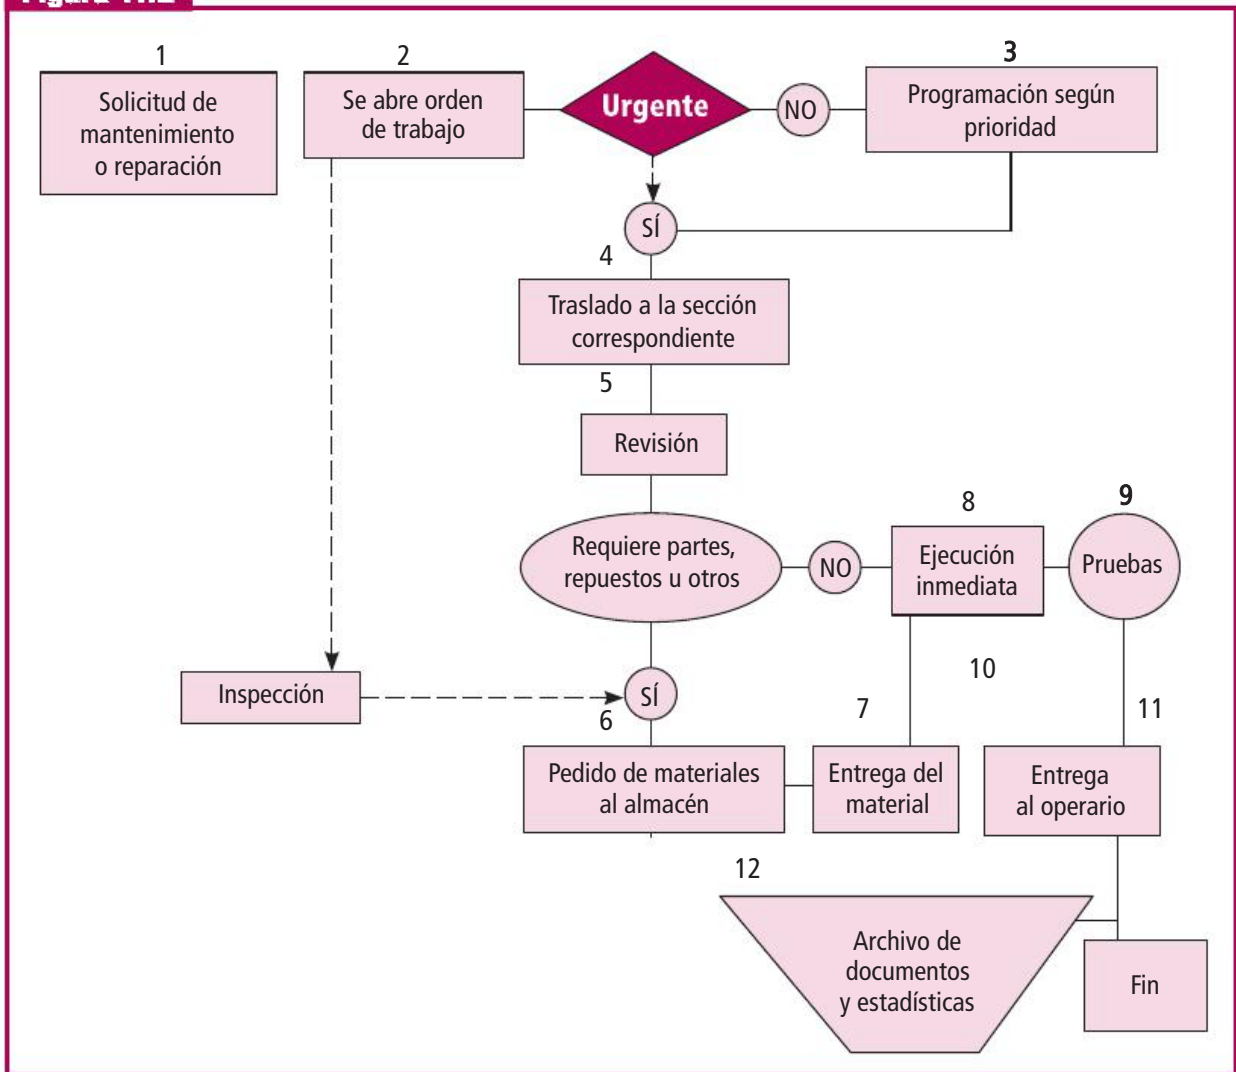 1
Solicitud de
mantenimiento
o reparación
2
Se abre orden
de trabajo
Urgente
NO
3
Programación según
prioridad
SÍ
4
Traslado a la sección
correspondiente
5
Revisión
Requiere partes,
repuestos u otros
NO
8
Ejecución
inmediata
9
Pruebas
Inspección
SÍ
6
Pedido de materiales
al almacén
7
Entrega del
material
10
11
Entrega
al operario
12
Archivo de
documentos
y estadísticas
Fin